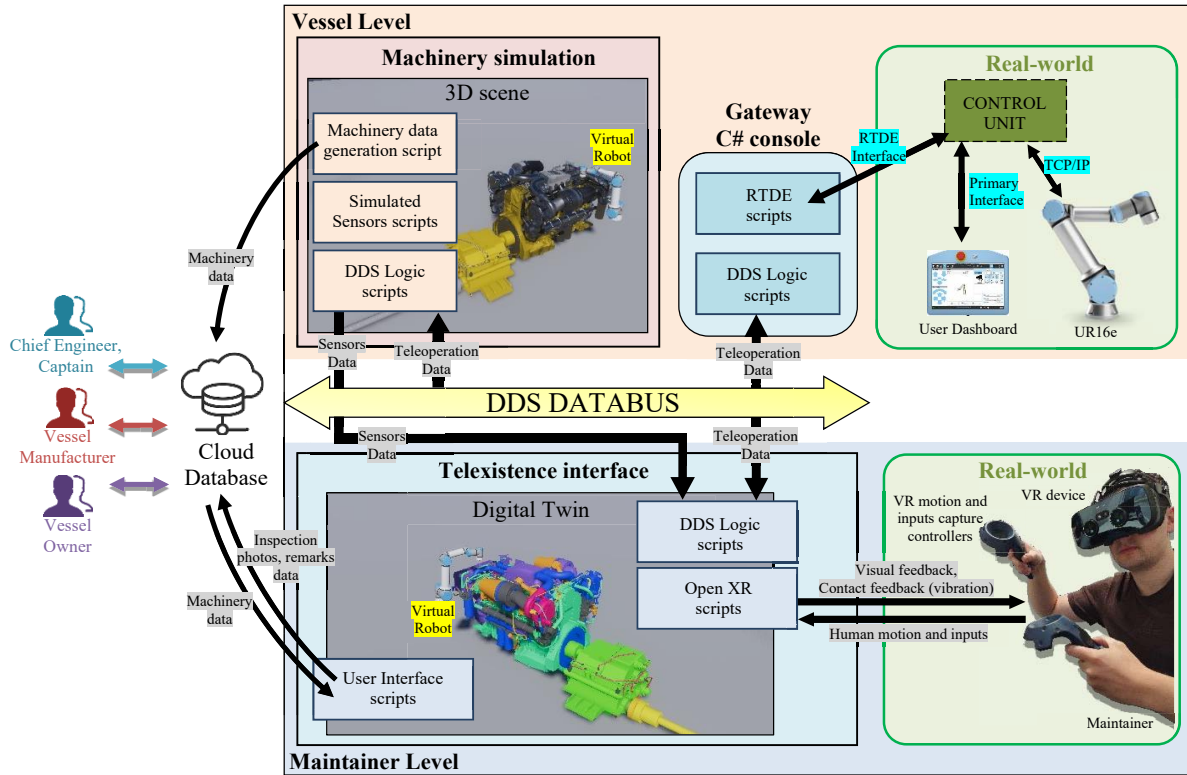 Vessel Level
Machinery simulation
3D scene
Machinery data
generation script
Simulated
Sensors scripts
DDS Logic
scripts
Virtual
Robot
Gateway
C# console
RTDE
scripts
DDS Logic
scripts
RTDE
Interface
Real-world
CONTROL
UNIT
Primary
Interface
TCP/IP
User Dashboard
UR16e
Machinery
data
Sensors
Data
Teleoperation
Data
Teleoperation
Data
DDS DATABUS
Chief Engineer,
Captain
Vessel
Manufacturer
Vessel
Owner
Cloud
Database
Inspection
photos, remarks
data
Machinery
data
Sensors
Data
Teleoperation
Data
Telexistence interface
Digital Twin
DDS Logic
scripts
Open XR
scripts
Virtual
Robot
User Interface
scripts
Visual feedback,
Contact feedback (vibration)
Human motion and inputs
Real-world
VR device
VR motion and
inputs capture
controllers
Maintainer
Maintainer Level